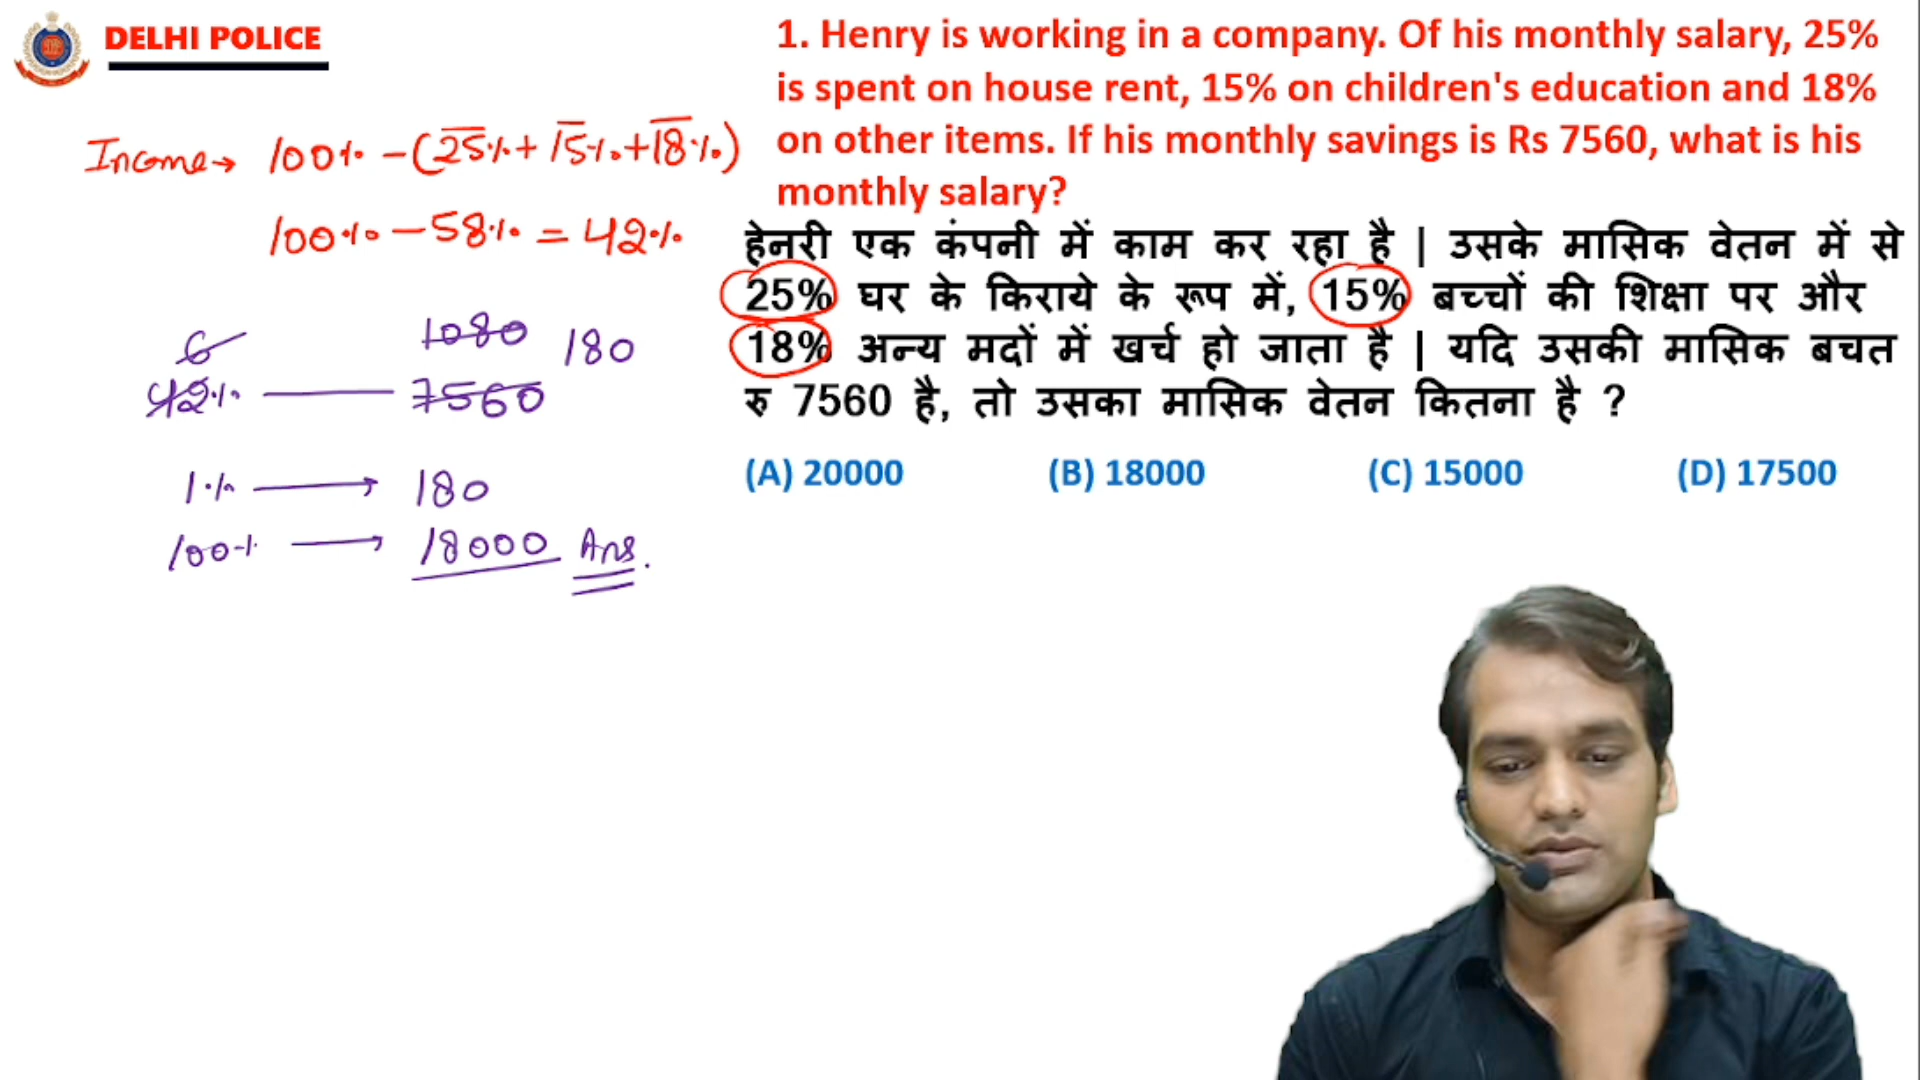 DELHI POLICE
1. Henry is working in a company. Of his monthly salary, 25%
is spent on house rent, 15% on children's education and 18%
on other items. If his monthly savings is Rs 7560, what is his
monthly salary?
हेनरी एक कंपनी में काम कर रहा है | उसके मासिक वेतन में से
25% घर के किराये के रूप में, 15% बच्चों की शिक्षा पर और
18% अन्य मदों में खर्च हो जाता है | यदि उसकी मासिक बचत
रु 7560 है, तो उसका मासिक वेतन कितना है ?
(A) 20000 (B) 18000 (C) 15000 (D) 17500
Income → 100% - (25% + 15% + 18%)
100% - 58% = 42%
6 1080 180
42% — 7560
1% → 180
100% → 18000 Ans.